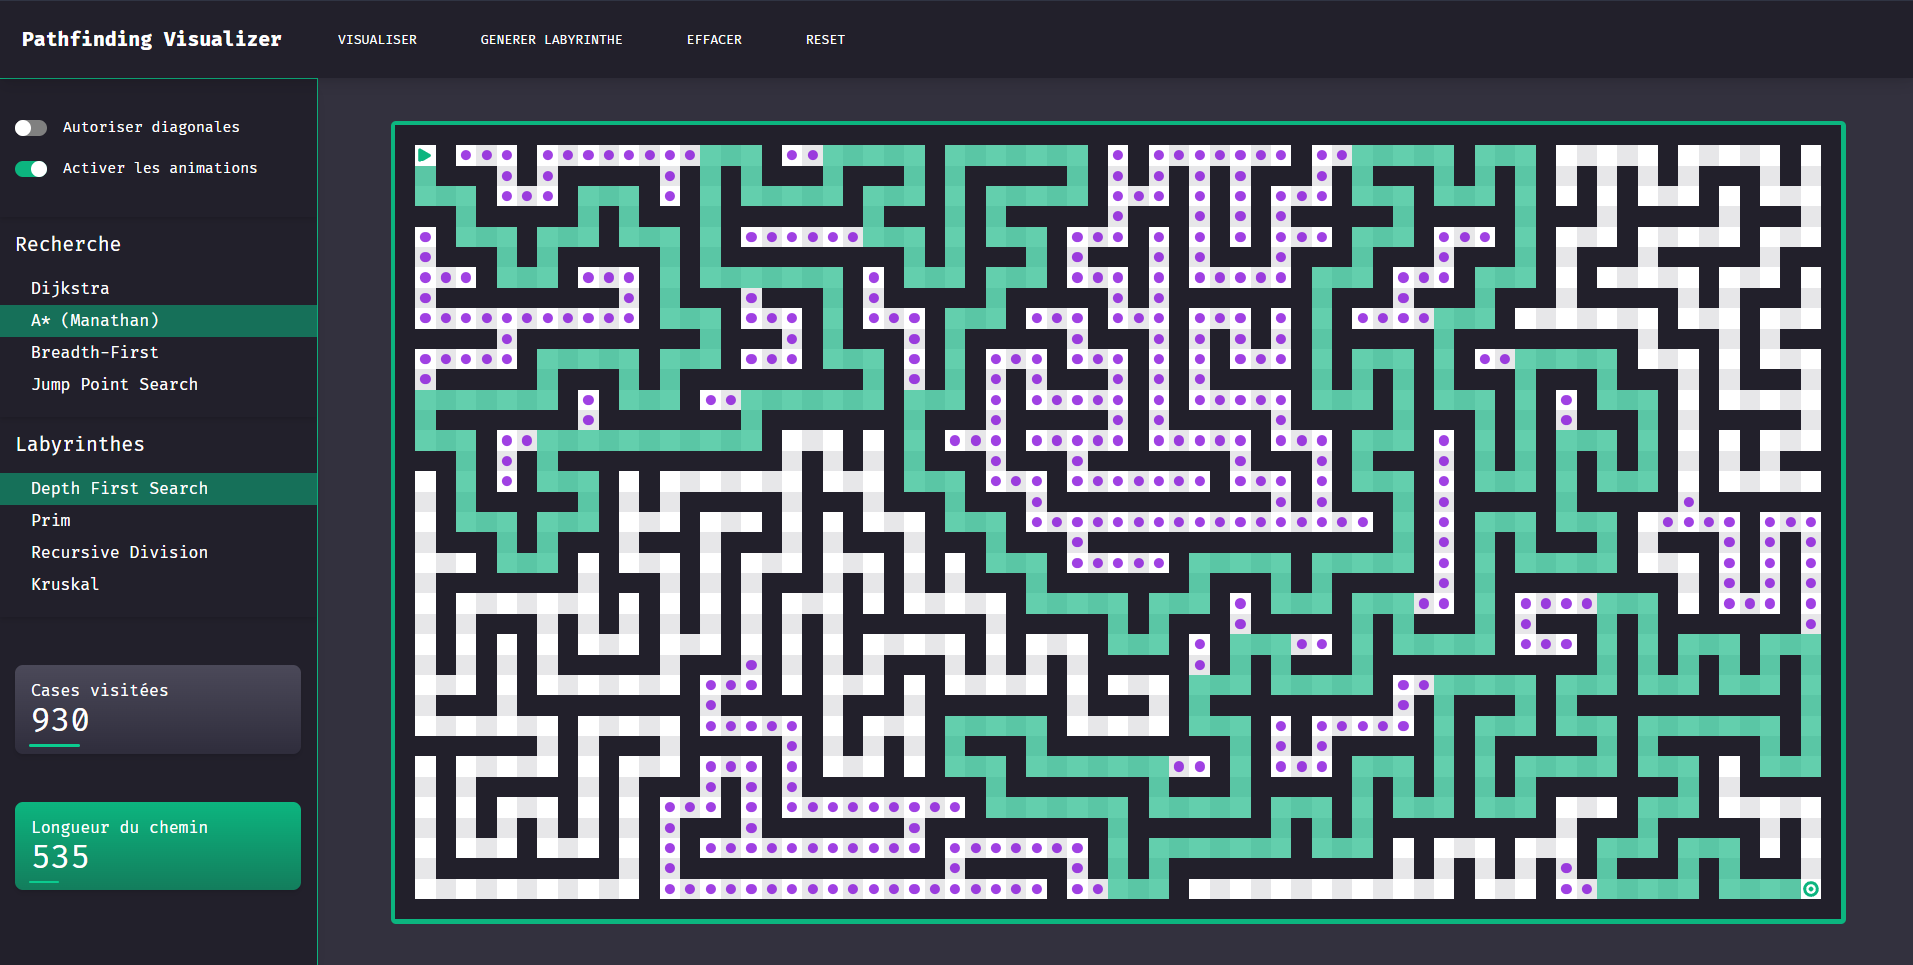 Pathfinding Visualizer
VISUALISER
GENERER LABYRINTHE
EFFACER
RESET
Autoriser diagonales
Activer les animations
Recherche
Dijkstra
A* (Manathan)
Breadth-First
Jump Point Search
Labyrinthes
Depth First Search
Prim
Recursive Division
Kruskal
Cases visitées
930
Longueur du chemin
535